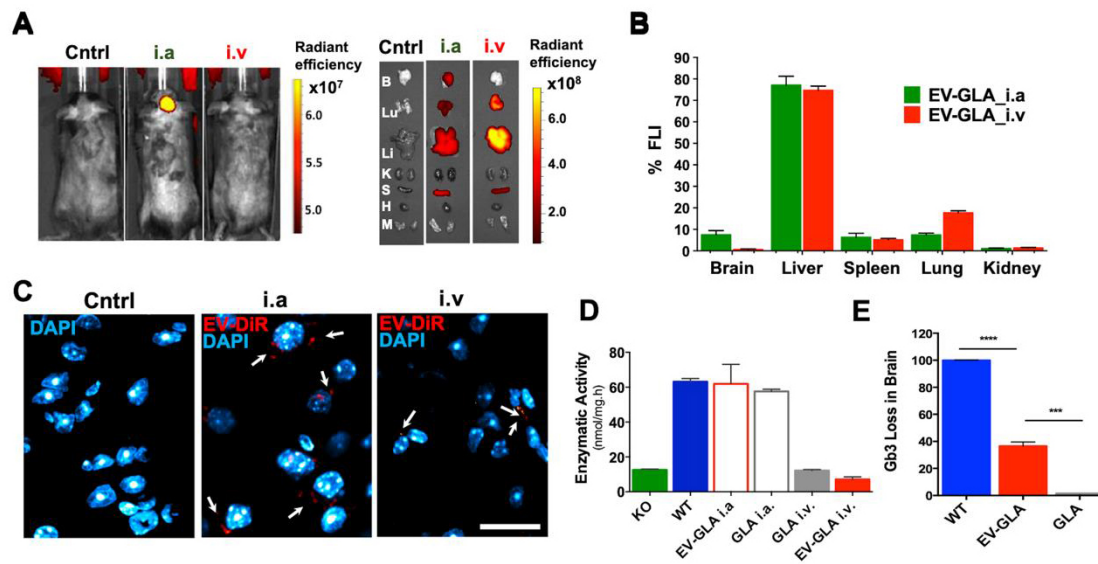 A
Cntrl i.a i.v
Radiant
efficiency
x10⁷
6.0
5.5
5.0
Cntrl i.a i.v
Radiant
efficiency
x10⁸
6.0
4.0
2.0
B
Lu
Li
K
S
H
M
B
% FLI
90
80
70
60
50
40
30
20
10
0
EV-GLA_i.a
EV-GLA_i.v
Brain Liver Spleen Lung Kidney
C
Cntrl i.a i.v
DAPI
EV-DiR
DAPI
EV-DiR
DAPI
D
Enzymatic Activity
(nmol/mg.h)
80
60
40
20
0
KO WT EV-GLA i.a GLA i.a. GLA i.v. EV-GLA i.v.
E
Gb3 Loss in Brain
120
100
80
60
40
20
0
****
***
WT EV-GLA GLA